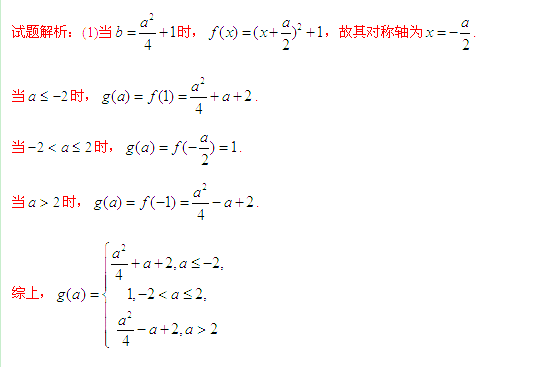 试题解析：(1)当 b = a²/4 + 1时， f(x) = (x + a/2)² + 1，故其对称轴为 x = -a/2.
当 a ≤ -2时， g(a) = f(1) = a²/4 + a + 2.
当 -2 < a ≤ 2时， g(a) = f(-a/2) = 1.
当 a > 2时， g(a) = f(-1) = a²/4 - a + 2.
综上， g(a) = { a²/4 + a + 2, a ≤ -2,
1, -2 < a ≤ 2,
a²/4 - a + 2, a > 2